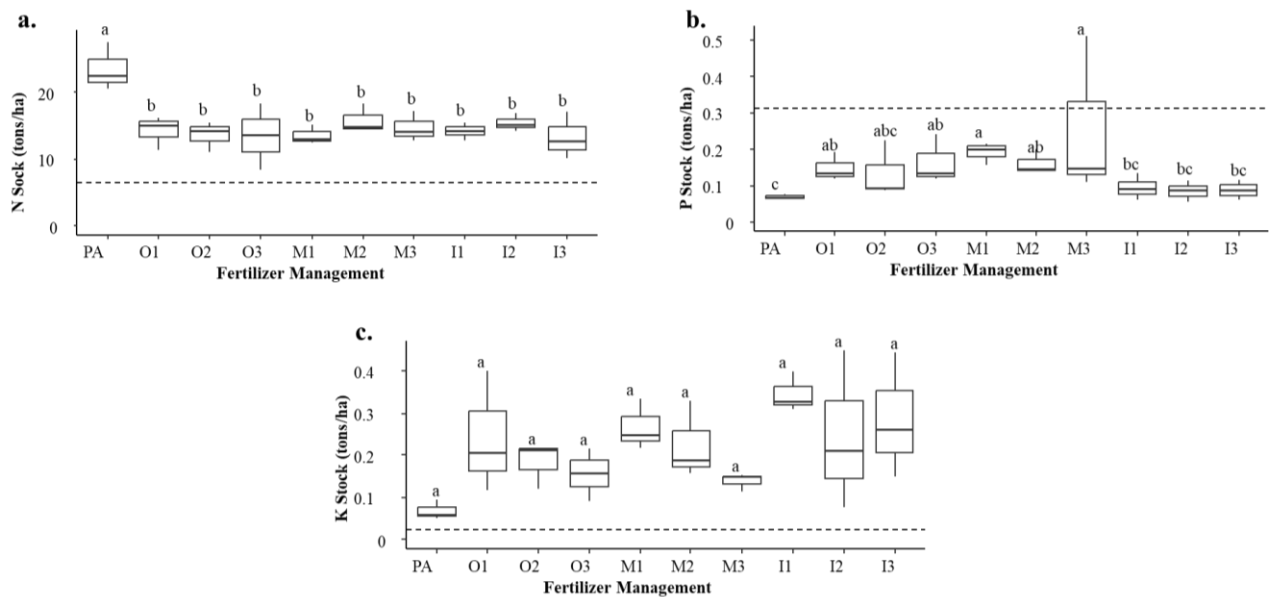 a.
N Sock (tons/ha)
20
10
0
a b b b b b b b b b
PA O1 O2 O3 M1 M2 M3 I1 I2 I3
Fertilizer Management
b.
P Stock (tons/ha)
0.5
0.4
0.3
0.2
0.1
0
c ab abc ab a ab a bc bc bc
PA O1 O2 O3 M1 M2 M3 I1 I2 I3
Fertilizer Management
c.
K Stock (tons/ha)
0.4
0.3
0.2
0.1
0
a a a a a a a a a a
PA O1 O2 O3 M1 M2 M3 I1 I2 I3
Fertilizer Management